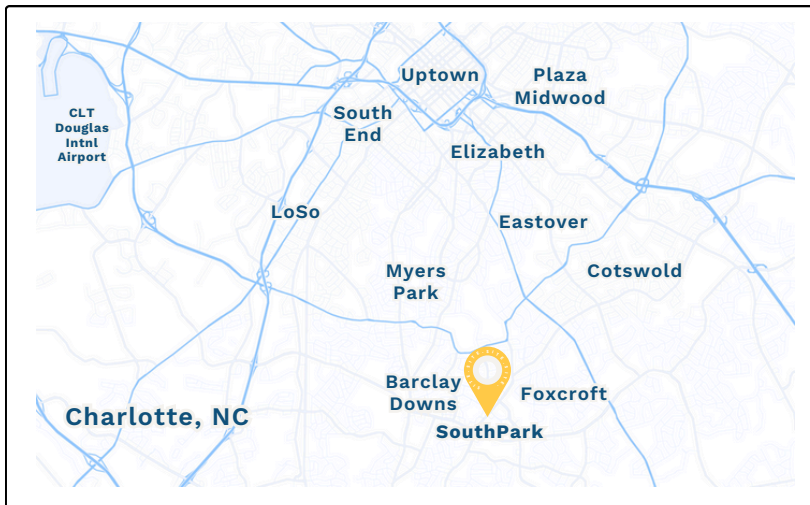 Uptown
Plaza
Midwood
CLT
Douglas
Intnl
Airport
South
End
Elizabeth
LoSo
Eastover
Myers
Park
Cotswold
Barclay
Downs
Foxcroft
Charlotte, NC
SouthPark